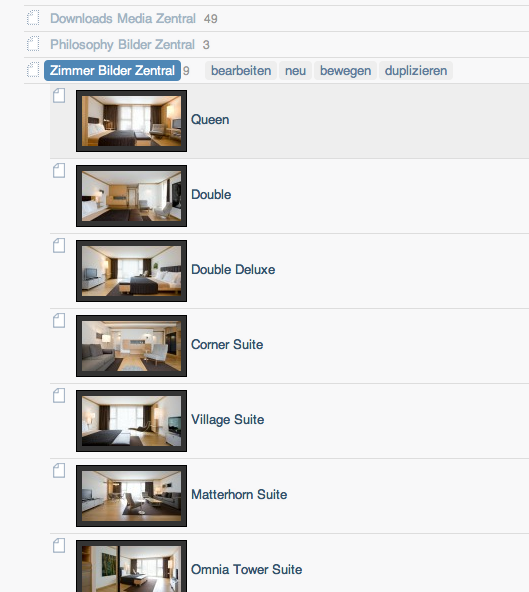 Downloads Media Zentral 49
Philosophy Bilder Zentral 3
Zimmer Bilder Zentral 9 bearbeiten neu bewegen duplizieren
Queen
Double
Double Deluxe
Corner Suite
Village Suite
Matterhorn Suite
Omnia Tower Suite